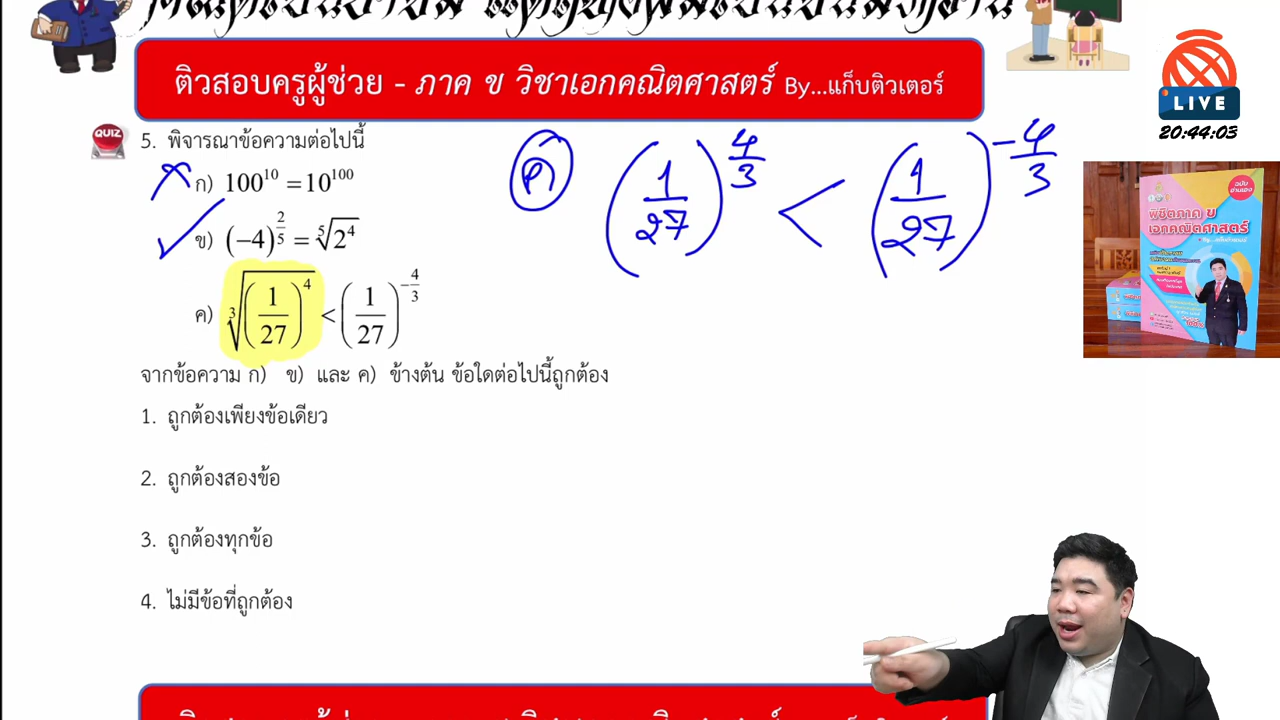 ติวสอบครูผู้ช่วย - ภาค ข วิชาเอกคณิตศาสตร์ By...แก็บติวเตอร์
LIVE
20:44:03
QUIZ
5. พิจารณาข้อความต่อไปนี้
ก) 100^10 = 10^100
ข) (−4)^(2/5) = ⁵√(2^4)
ค) ³√((1/27)^4) < (1/27)^(−4/3)
ค (1/27)^(4/3) < (1/27)^(−4/3)
ฉบับ
อ่านเอง
พิชิตภาค ข
เอกคณิตศาสตร์
จากข้อความ ก) ข) และ ค) ข้างต้น ข้อใดต่อไปนี้ถูกต้อง
1. ถูกต้องเพียงข้อเดียว
2. ถูกต้องสองข้อ
3. ถูกต้องทุกข้อ
4. ไม่มีข้อที่ถูกต้อง